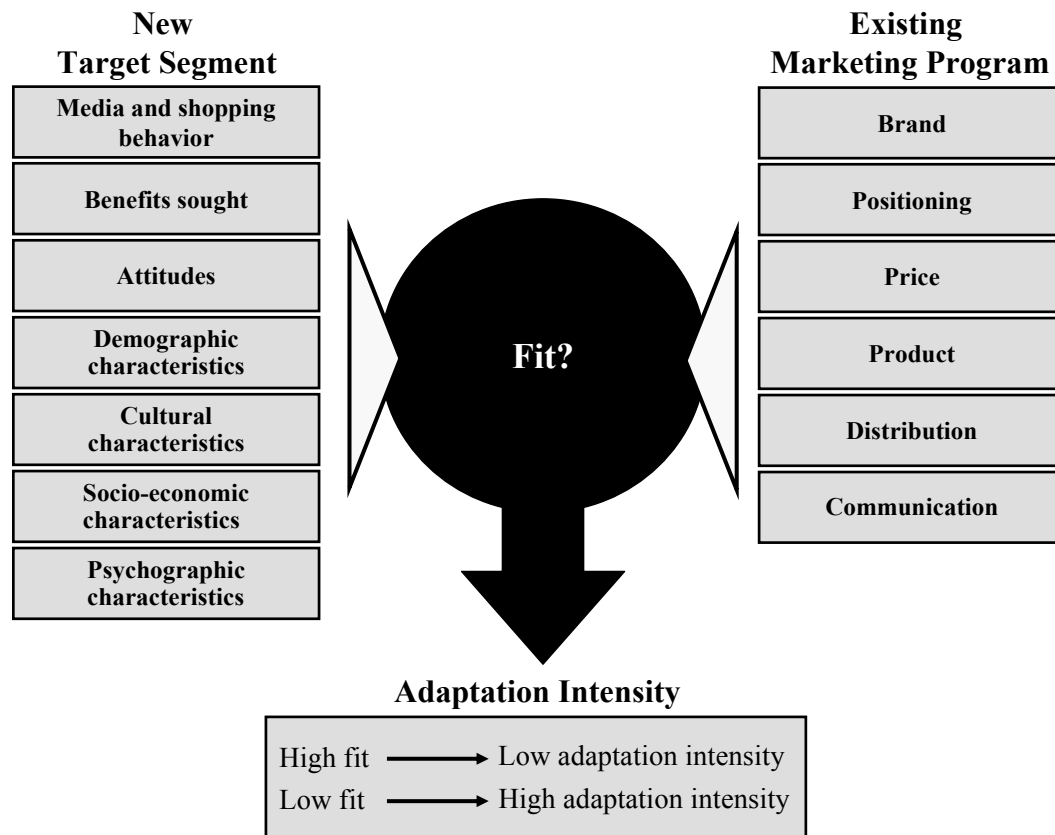 New
Target Segment
Media and shopping
behavior
Benefits sought
Attitudes
Demographic
characteristics
Cultural
characteristics
Socio-economic
characteristics
Psychographic
characteristics
Fit?
Existing
Marketing Program
Brand
Positioning
Price
Product
Distribution
Communication
Adaptation Intensity
High fit Low adaptation intensity
Low fit High adaptation intensity